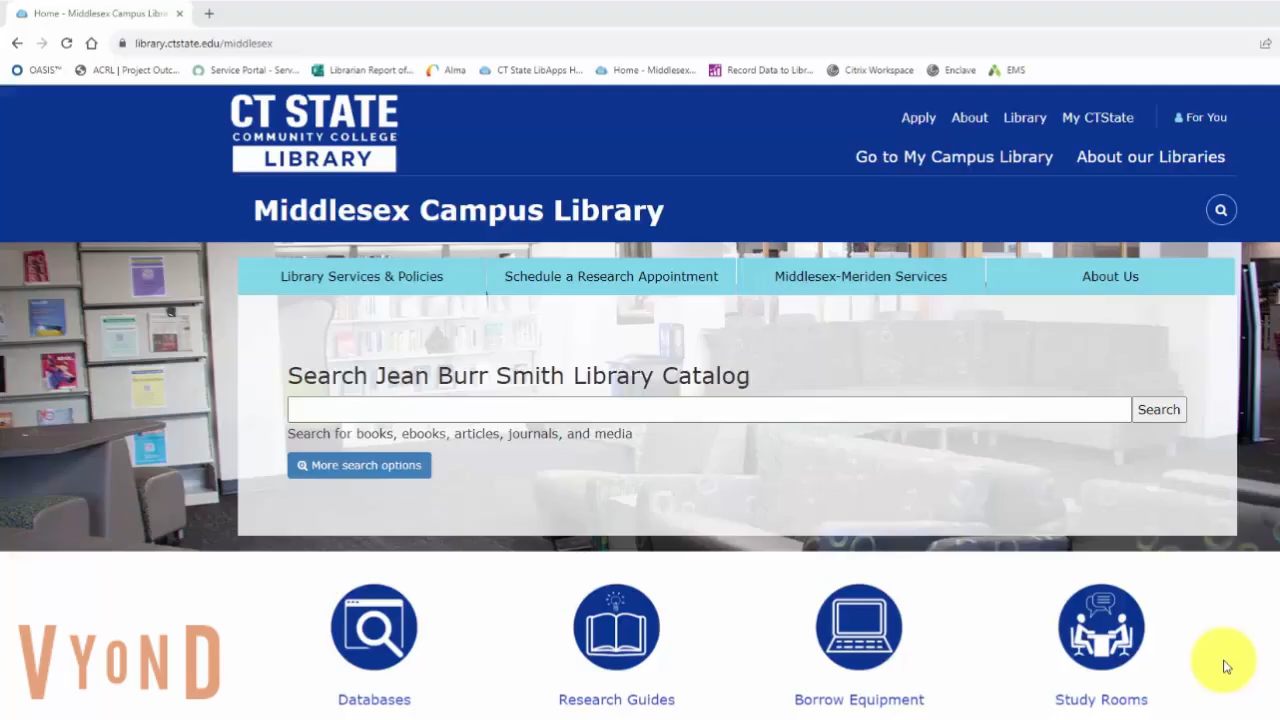 Home - Middlesex Campus Libra
library.ctstate.edu/middlesex
OASIS™ ACRL | Project Outc... Service Portal - Serv... Librarian Report of... Alma CT State LibApps H... Home - Middlesex... Record Data to Libr... Citrix Workspace Enclave EMS
CT STATE
COMMUNITY COLLEGE
LIBRARY
Apply About Library My CTState For You
Go to My Campus Library About our Libraries
Middlesex Campus Library
Library Services & Policies Schedule a Research Appointment Middlesex-Meriden Services About Us
Search Jean Burr Smith Library Catalog
Search
Search for books, ebooks, articles, journals, and media
More search options
Databases Research Guides Borrow Equipment Study Rooms
VYOND